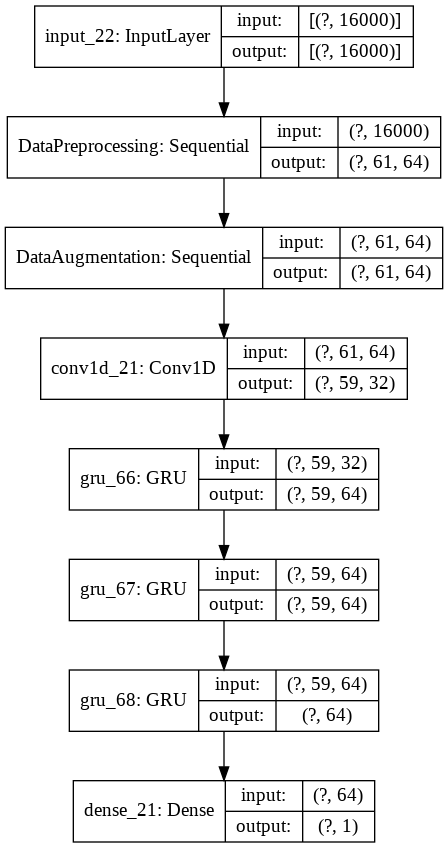 input_22: InputLayer
input: [(?, 16000)]
output: [(?, 16000)]
DataPreprocessing: Sequential
input: (?, 16000)
output: (?, 61, 64)
DataAugmentation: Sequential
input: (?, 61, 64)
output: (?, 61, 64)
conv1d_21: Conv1D
input: (?, 61, 64)
output: (?, 59, 32)
gru_66: GRU
input: (?, 59, 32)
output: (?, 59, 64)
gru_67: GRU
input: (?, 59, 64)
output: (?, 59, 64)
gru_68: GRU
input: (?, 59, 64)
output: (?, 64)
dense_21: Dense
input: (?, 64)
output: (?, 1)